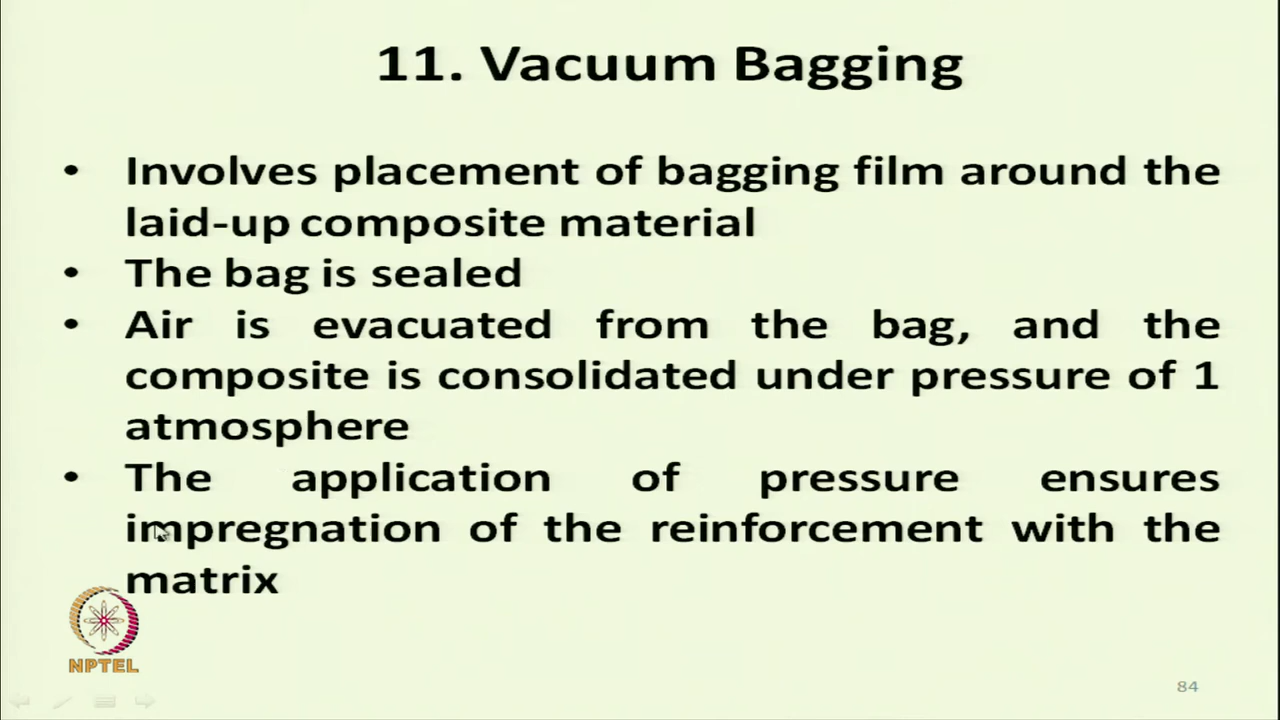 11. Vacuum Bagging
• Involves placement of bagging film around the
laid-up composite material
• The bag is sealed
• Air is evacuated from the bag, and the
composite is consolidated under pressure of 1
atmosphere
• The application of pressure ensures
impregnation of the reinforcement with the
matrix
NPTEL
84